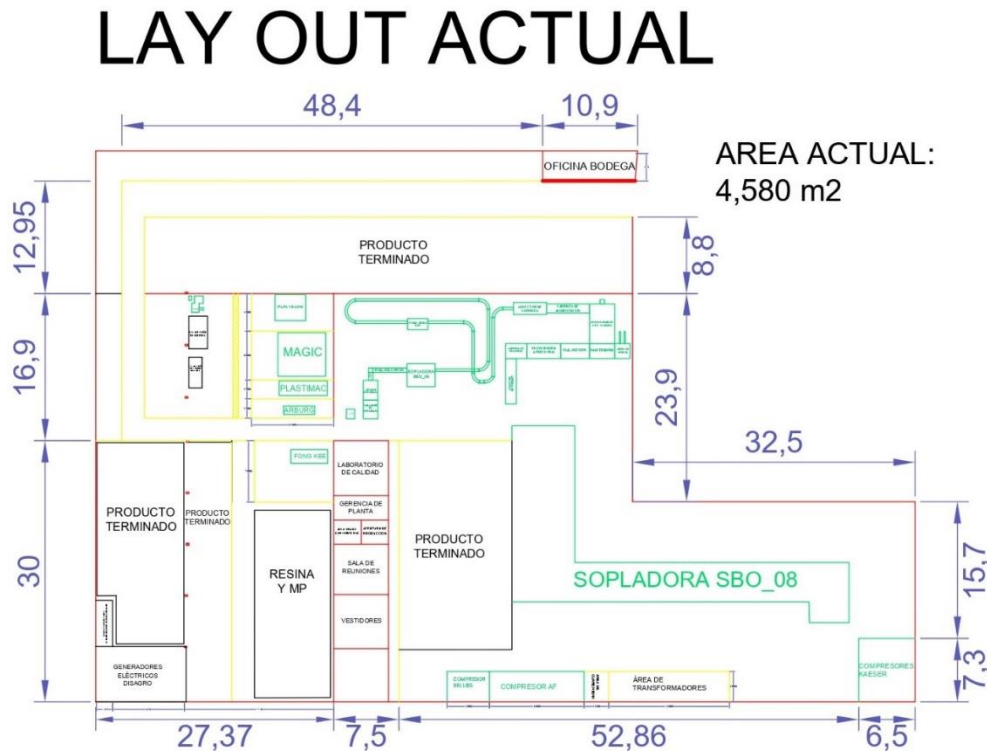 LAY OUT ACTUAL
48,4
10,9
OFICINA BODEGA
AREA ACTUAL:
4,580 m2
12,95
PRODUCTO
TERMINADO
8,8
16,9
MAGIC
PLASTIMAC
ARBURG
SOPLADORA
SBO_08
23,9
32,5
FONG KEE
LABORATORIO
DE CALIDAD
GERENCIA DE
PLANTA
PRODUCTO
TERMINADO
PRODUCTO
TERMINADO
PRODUCTO
TERMINADO
30
RESINA
Y MP
SALA DE
REUNIONES
VESTIDORES
SOPLADORA SBO_08
15,7
GENERADORES
ELÉCTRICOS
DISAGRO
COMPRESOR AF
ÁREA DE
TRANSFORMADORES
COMPRESORES
KAESER
7,3
27,37
7,5
52,86
6,5